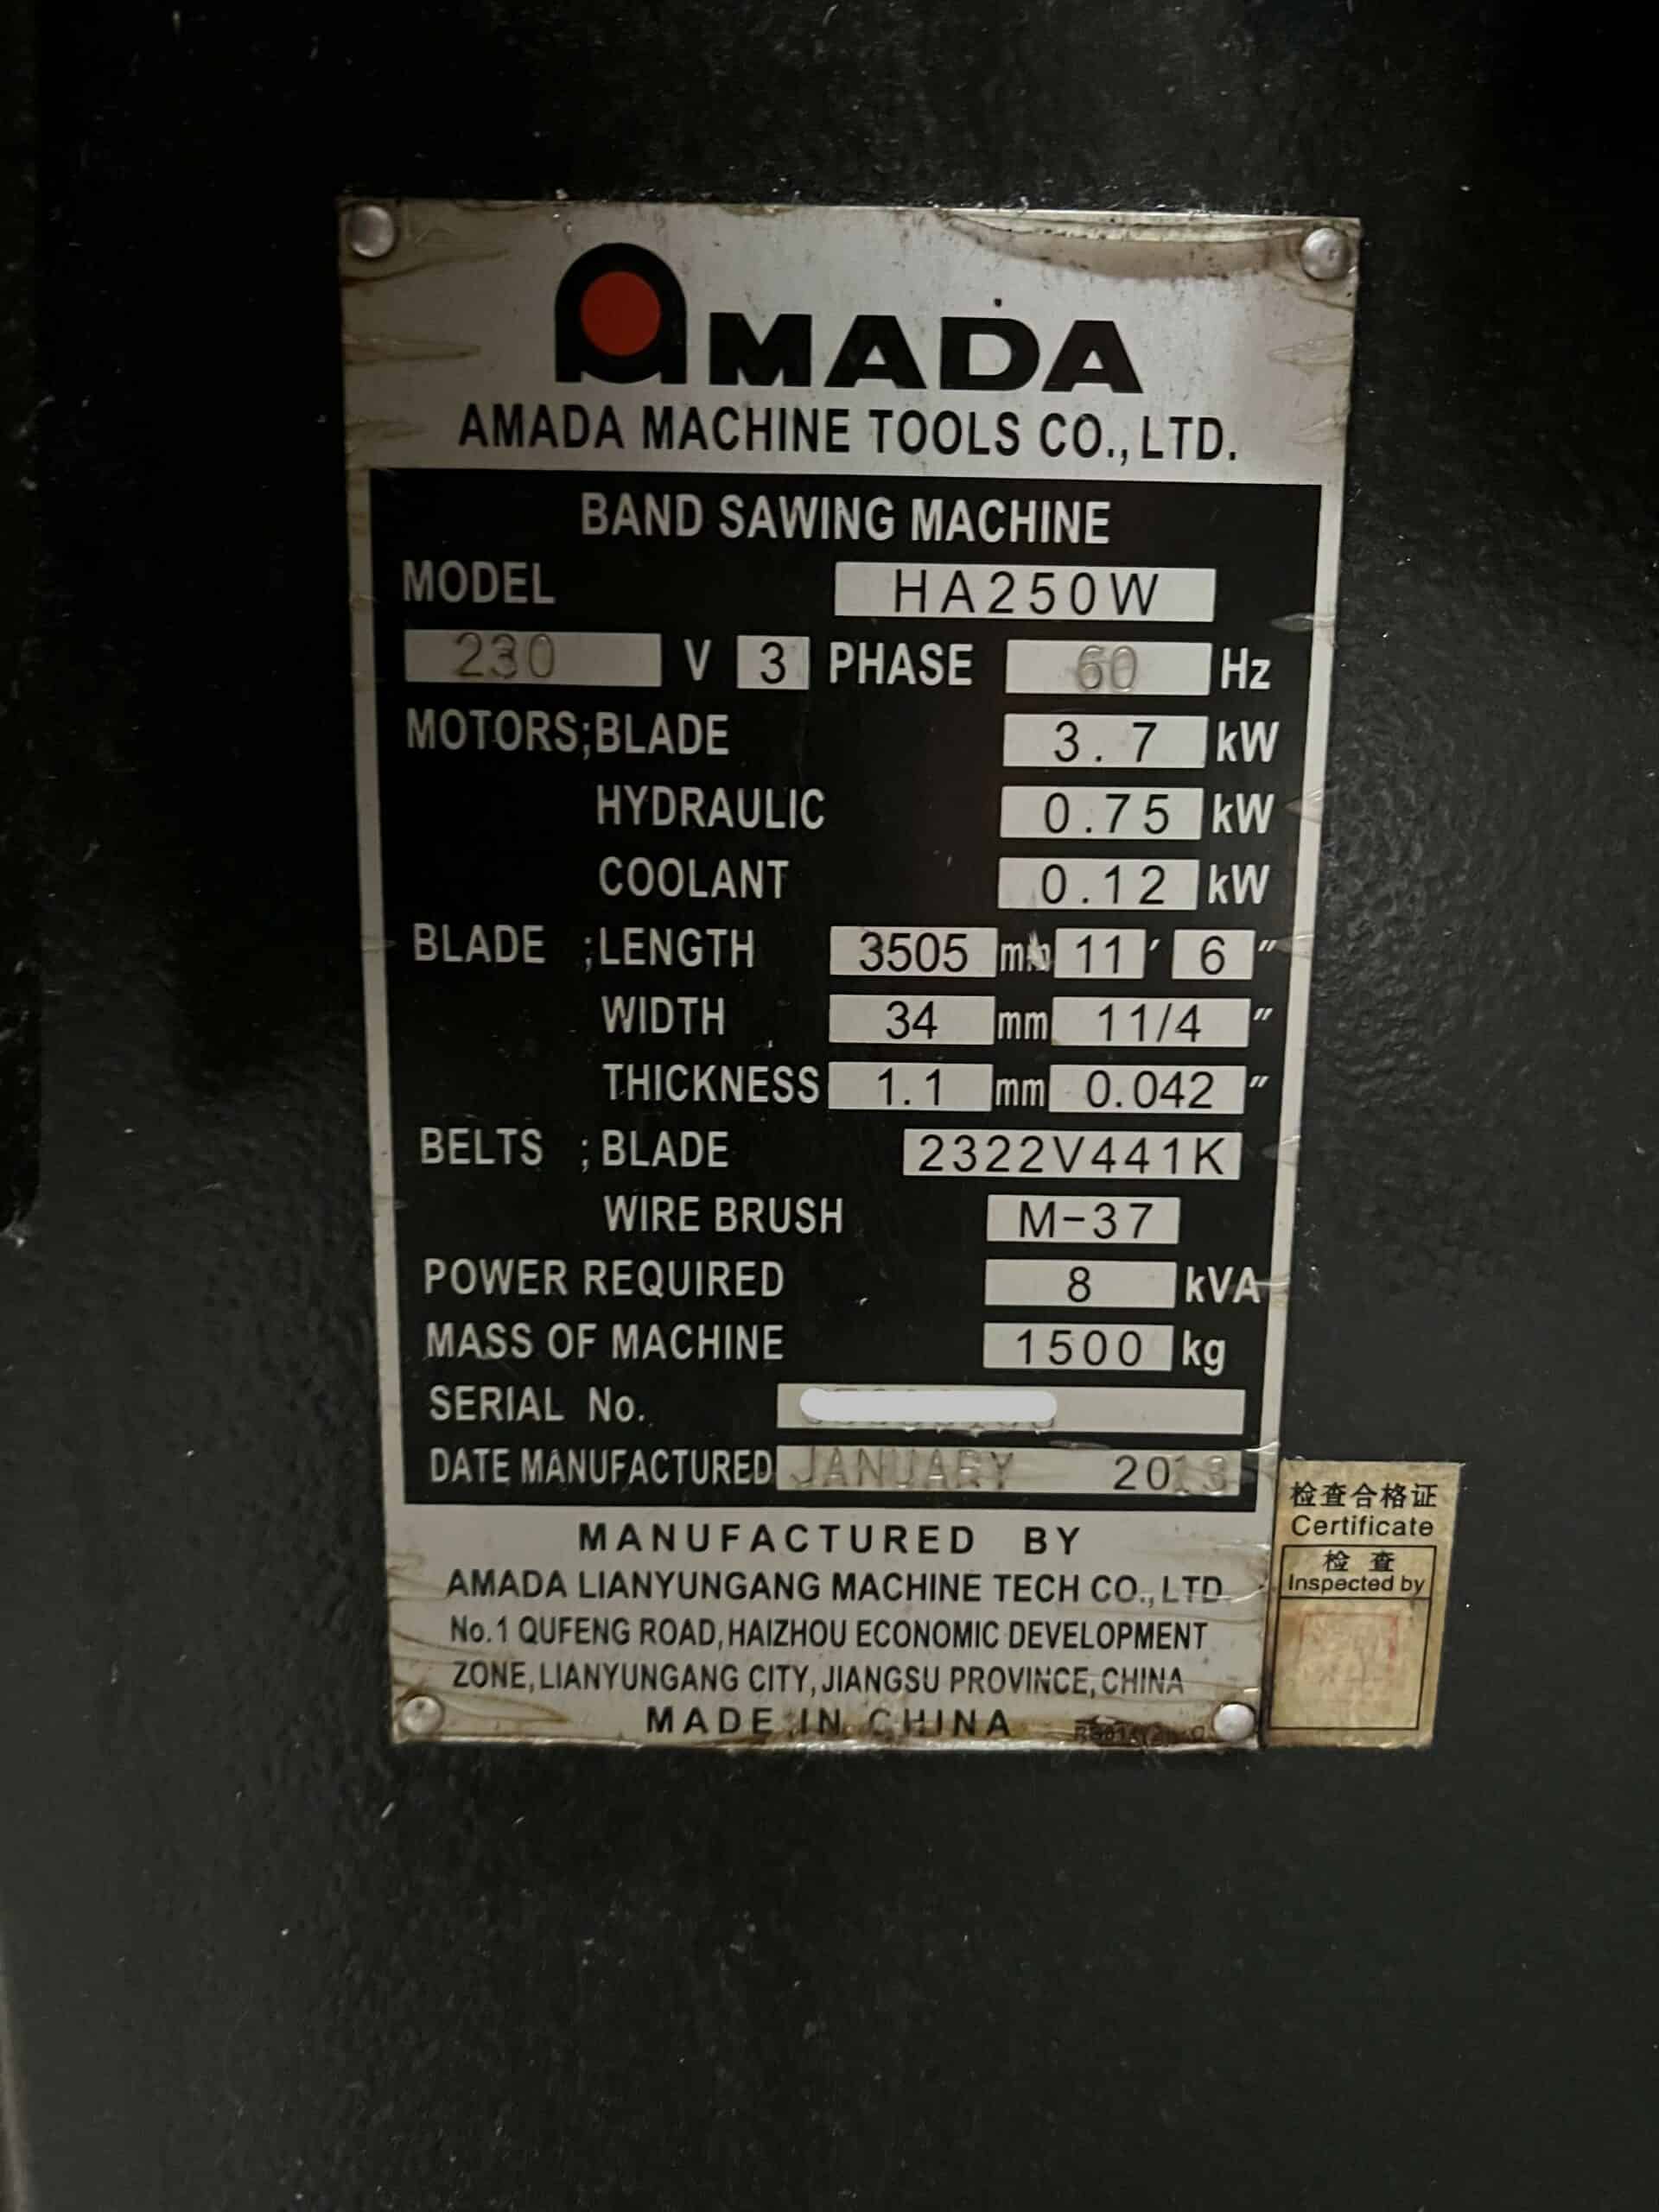 AMADA
AMADA MACHINE TOOLS CO.,LTD.
BAND SAWING MACHINE
MODEL HA250W
230 V 3 PHASE 60 Hz
MOTORS;BLADE 3.7 kW
HYDRAULIC 0.75 kW
COOLANT 0.12 kW
BLADE ;LENGTH 3505 mm 11′ 6″
WIDTH 34 mm 11/4″
THICKNESS 1.1 mm 0.042″
BELTS ;BLADE 2322V441K
WIRE BRUSH M-37
POWER REQUIRED 8 kVA
MASS OF MACHINE 1500 kg
SERIAL No.
DATE MANUFACTURED JANUARY 2013
MANUFACTURED BY
AMADA LIANYUNGANG MACHINE TECH CO.,LTD.
No.1 QUFENG ROAD,HAIZHOU ECONOMIC DEVELOPMENT
ZONE,LIANYUNGANG CITY,JIANGSU PROVINCE,CHINA
MADE IN CHINA
检查合格证
Certificate
检 查
Inspected by